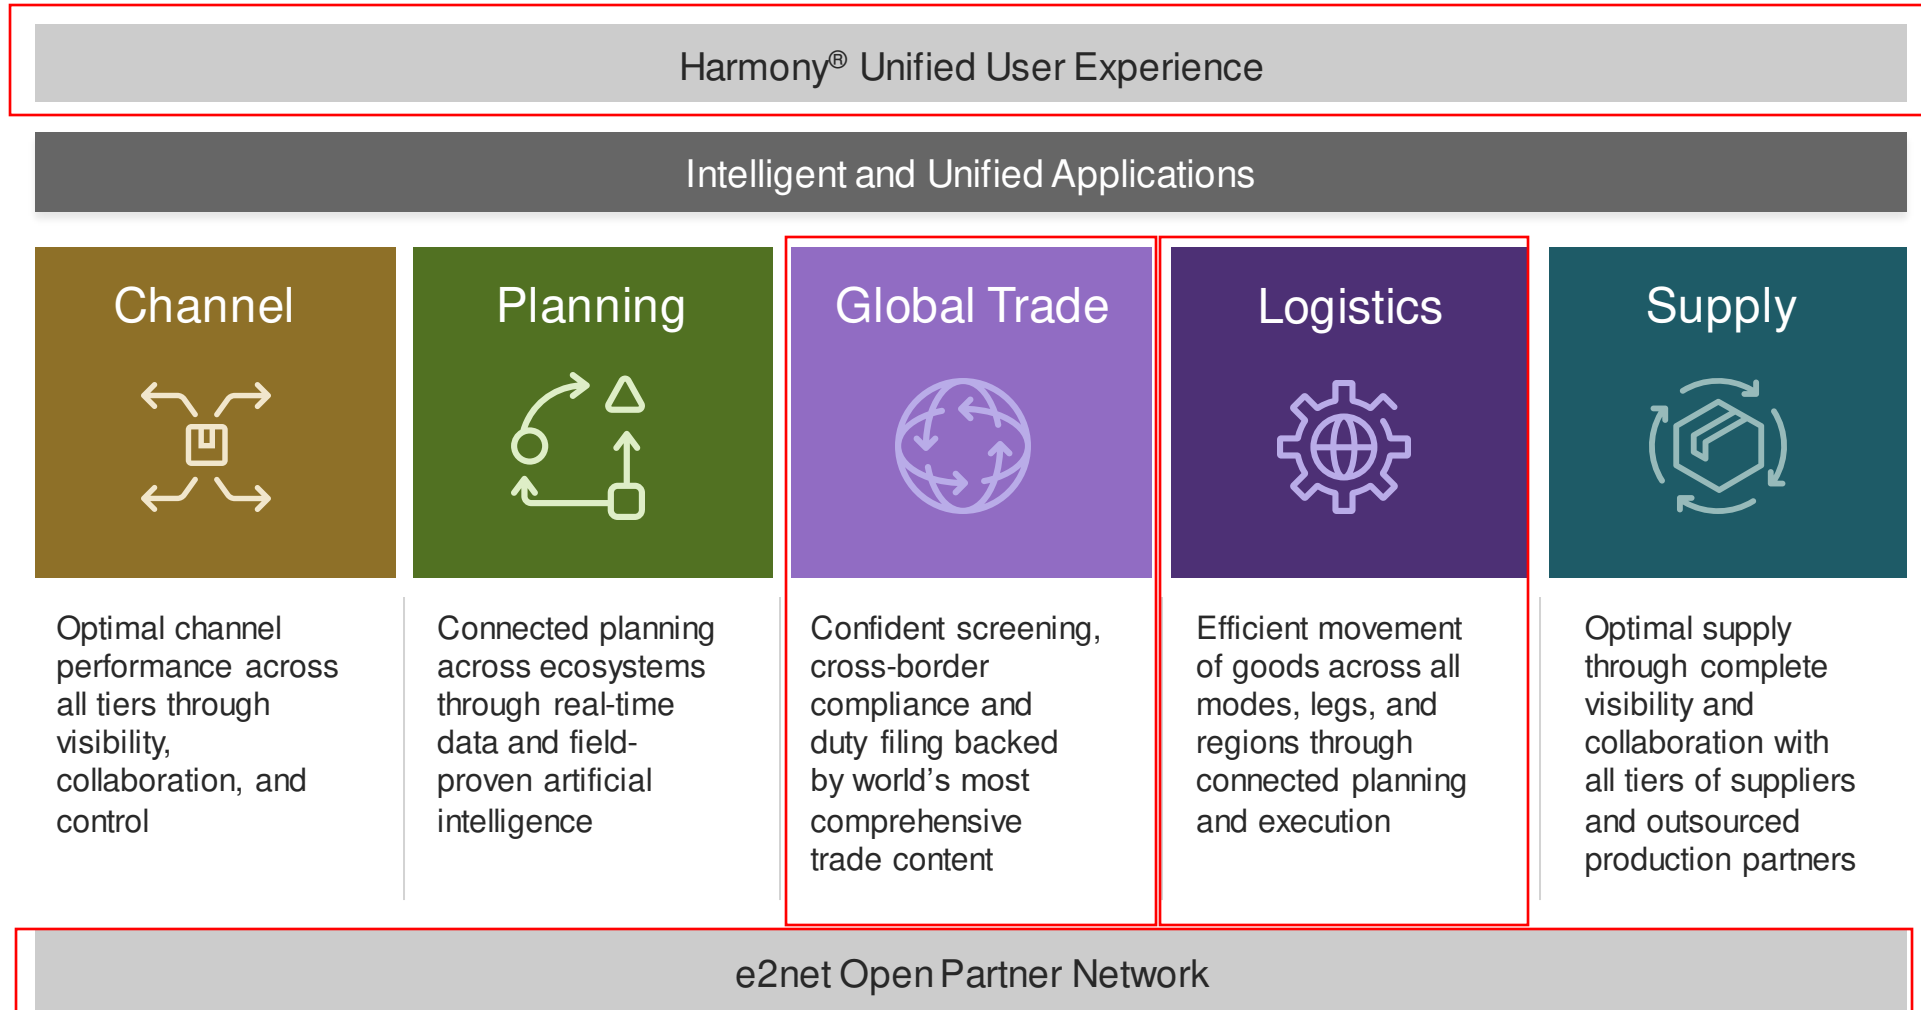 Harmony® Unified User Experience
Intelligent and Unified Applications
Channel
Optimal channel
performance across
all tiers through
visibility,
collaboration, and
control
Planning
Connected planning
across ecosystems
through real-time
data and field-
proven artificial
intelligence
Global Trade
Confident screening,
cross-border
compliance and
duty filing backed
by world’s most
comprehensive
trade content
Logistics
Efficient movement
of goods across all
modes, legs, and
regions through
connected planning
and execution
Supply
Optimal supply
through complete
visibility and
collaboration with
all tiers of suppliers
and outsourced
production partners
e2net Open Partner Network